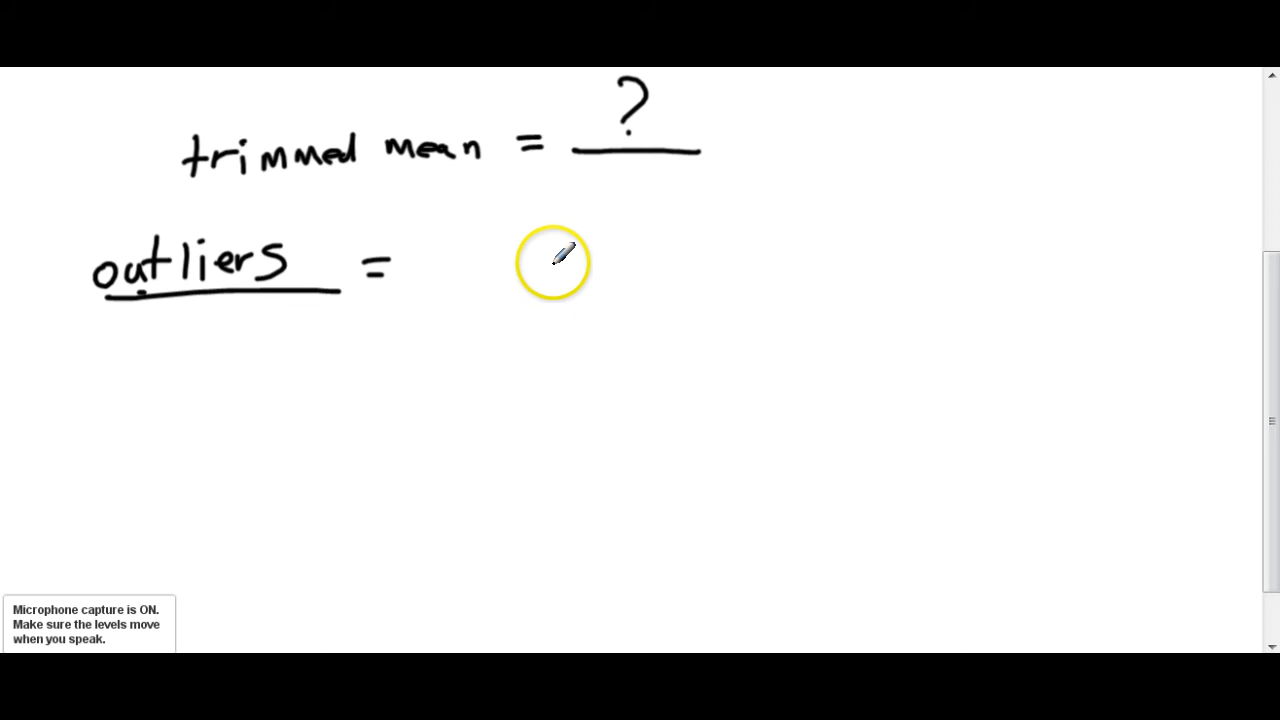 trimmed mean = ?
outliers =
Microphone capture is ON.
Make sure the levels move
when you speak.